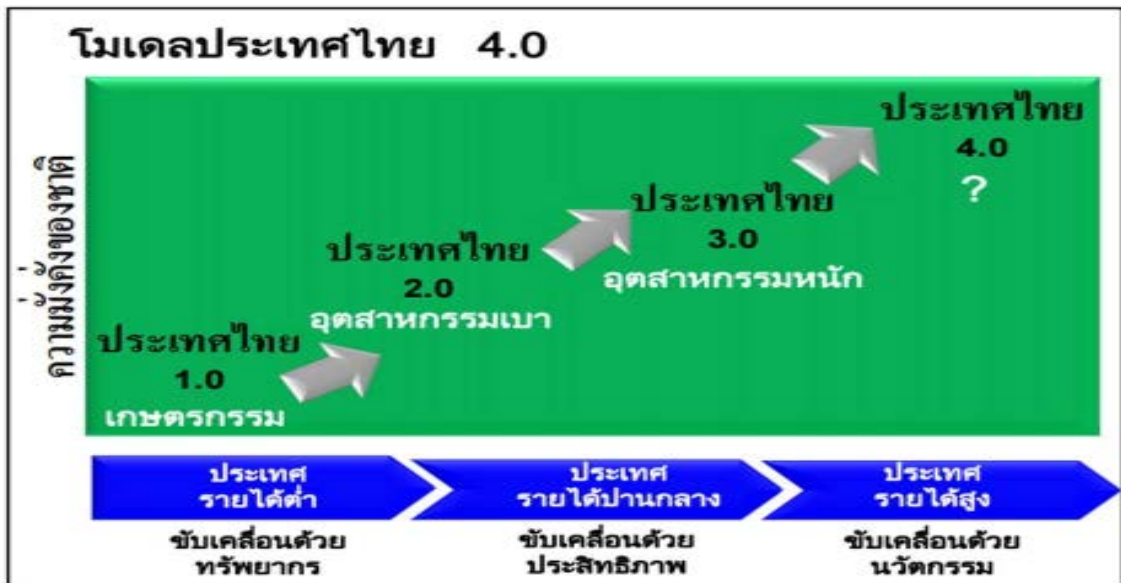 โมเดลประเทศไทย 4.0
ความมั่งคั่งของชาติ
ประเทศไทย
4.0
?
ประเทศไทย
3.0
อุตสาหกรรมหนัก
ประเทศไทย
2.0
อุตสาหกรรมเบา
ประเทศไทย
1.0
เกษตรกรรม
ประเทศ
รายได้ต่ำ
ประเทศ
รายได้ปานกลาง
ประเทศ
รายได้สูง
ขับเคลื่อนด้วย
ทรัพยากร
ขับเคลื่อนด้วย
ประสิทธิภาพ
ขับเคลื่อนด้วย
นวัตกรรม